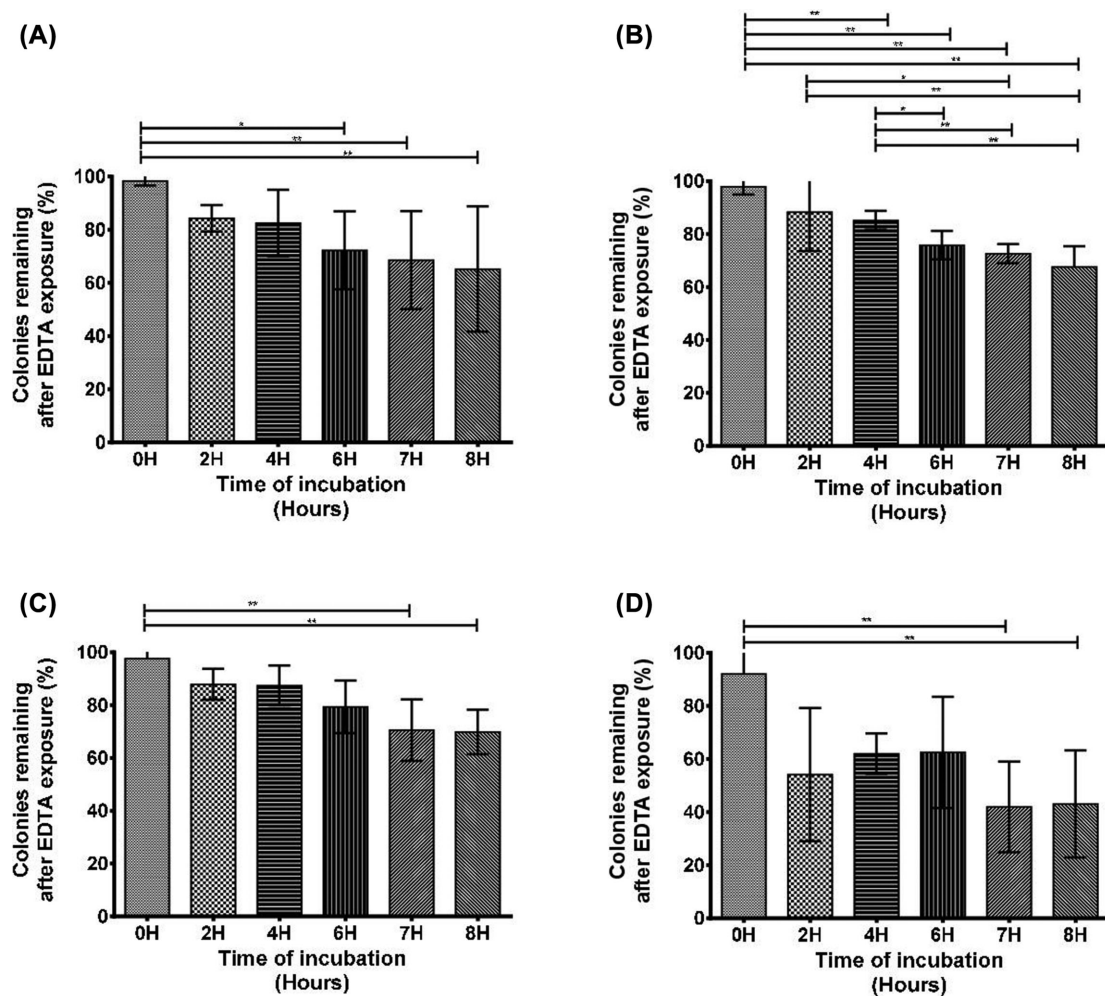 (A)
*
**
**
Colonies remaining
after EDTA exposure (%)
100
80
60
40
20
0
0H 2H 4H 6H 7H 8H
Time of incubation
(Hours)
(B)
**
**
**
**
*
**
*
**
**
Colonies remaining
after EDTA exposure (%)
100
80
60
40
20
0
0H 2H 4H 6H 7H 8H
Time of incubation
(Hours)
(C)
**
**
Colonies remaining
after EDTA exposure (%)
100
80
60
40
20
0
0H 2H 4H 6H 7H 8H
Time of incubation
(Hours)
(D)
**
**
Colonies remaining
after EDTA exposure (%)
100
80
60
40
20
0
0H 2H 4H 6H 7H 8H
Time of incubation
(Hours)